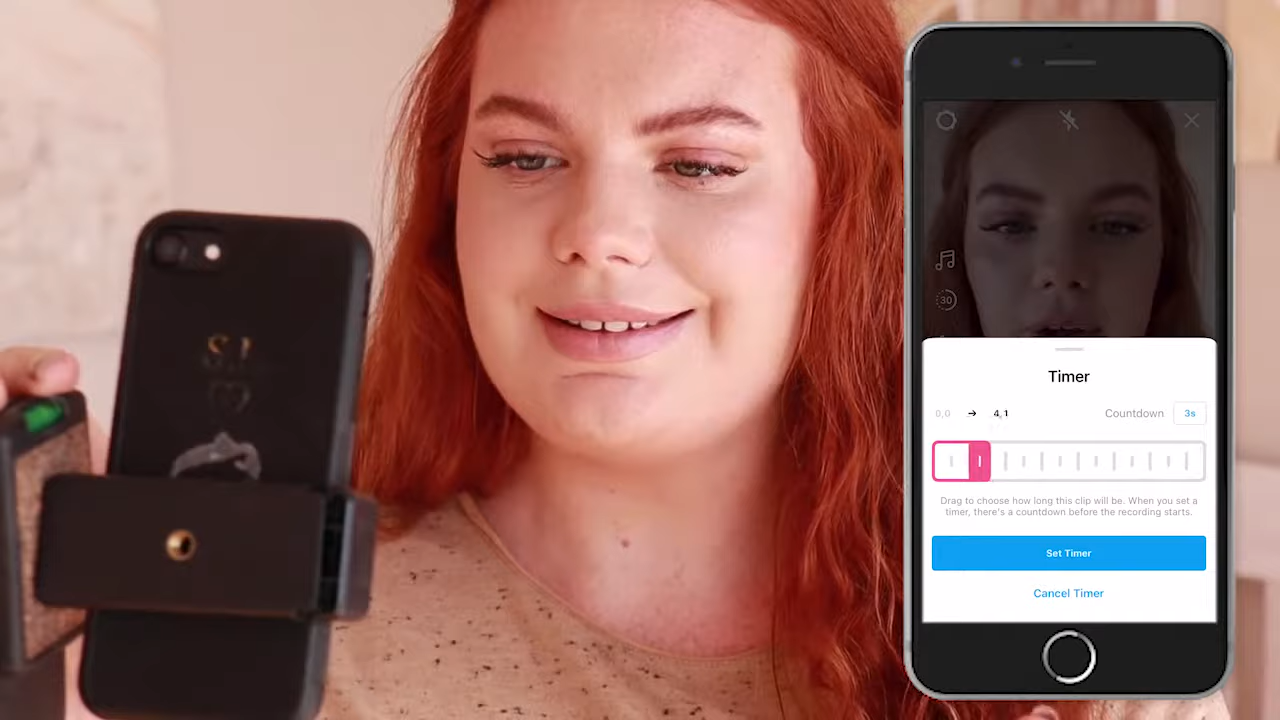 S.J.
30
Timer
0,0 → 4,1 Countdown 3s
Drag to choose how long this clip will be. When you set a
timer, there's a countdown before the recording starts.
Set Timer
Cancel Timer